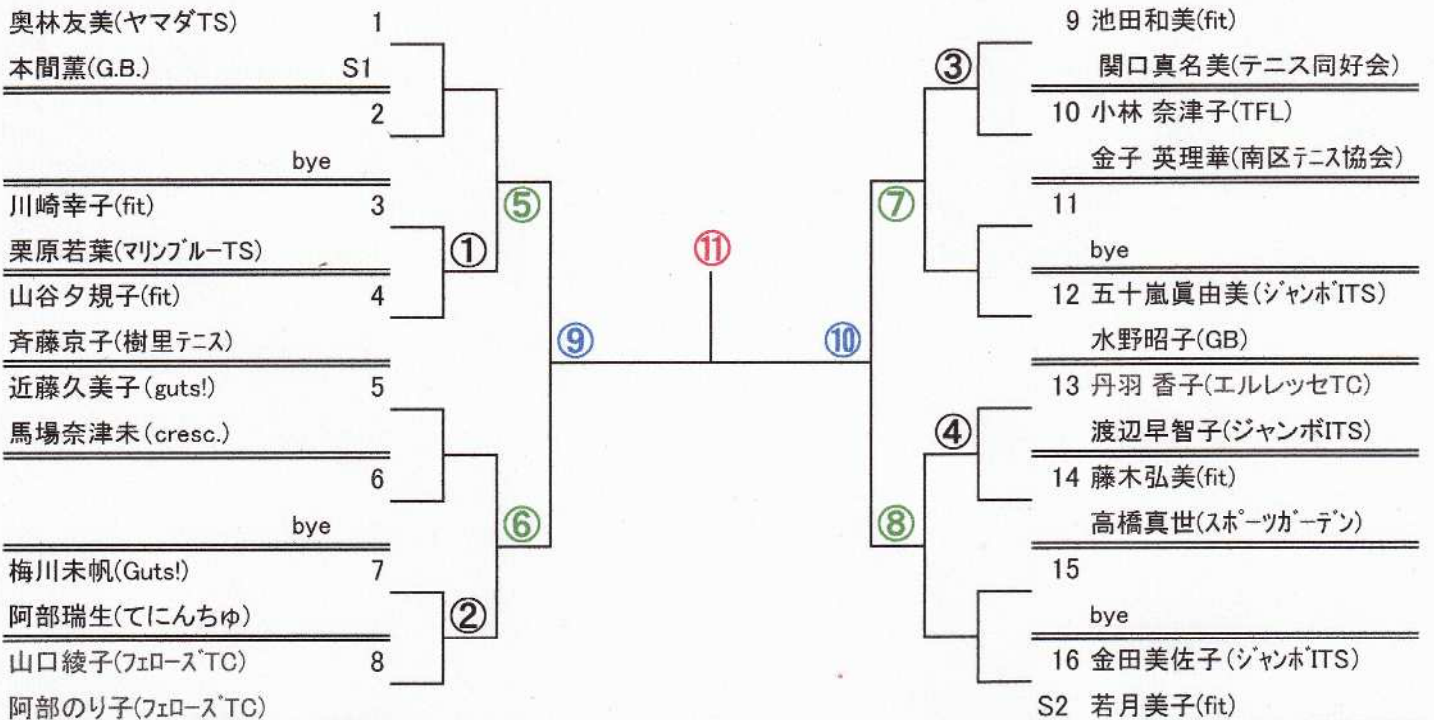 奥林友美(ヤマダTS) 1
本間薫(G.B.) S1
2
bye
川崎幸子(fit) 3
栗原若葉(マリンブルーTS)
山谷夕規子(fit) 4
斉藤京子(樹里テニス)
近藤久美子(guts!) 5
馬場奈津未(cresc.)
6
bye
梅川未帆(Guts!) 7
阿部瑞生(てにんちゅ)
山口綾子(フェローズTC) 8
阿部のり子(フェローズTC)
①
②
⑤
⑥
⑨
⑪
⑩
⑦
⑧
③
④
9 池田和美(fit)
関口真名美(テニス同好会)
10 小林 奈津子(TFL)
金子 英理華(南区テニス協会)
11
bye
12 五十嵐眞由美(ジャンボITS)
水野昭子(GB)
13 丹羽 香子(エルレッセTC)
渡辺早智子(ジャンボITS)
14 藤木弘美(fit)
高橋真世(スポーツガーデン)
15
bye
16 金田美佐子(ジャンボITS)
S2 若月美子(fit)